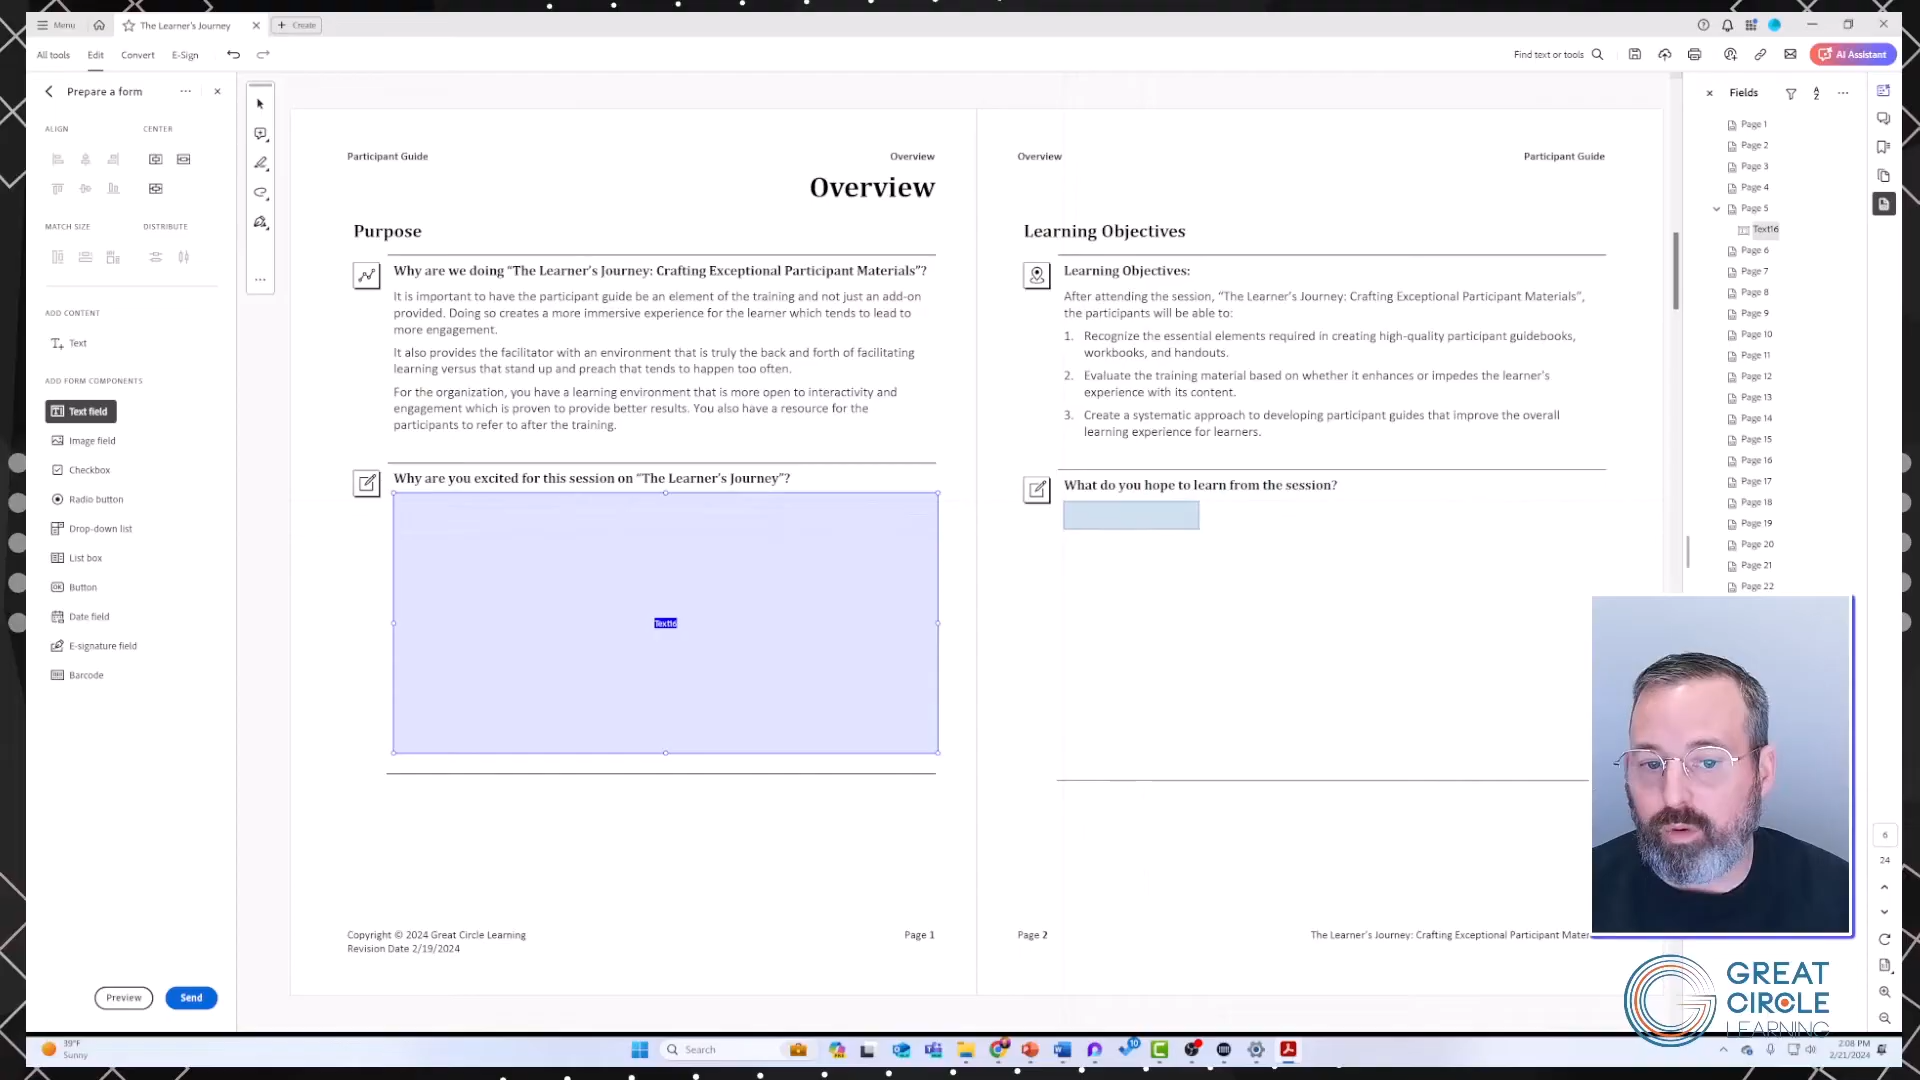 Menu
The Learner's Journey
Create
All tools
Edit
Convert
E-Sign
Find text or tools
AI Assistant
Prepare a form
ALIGN
CENTER
MATCH SIZE
DISTRIBUTE
ADD CONTENT
Text
ADD FORM COMPONENTS
Text field
Image field
Checkbox
Radio button
Drop-down list
List box
Button
Date field
E-signature field
Barcode
Preview
Send
Participant Guide
Overview
Overview
Purpose
Why are we doing "The Learner's Journey: Crafting Exceptional Participant Materials"?
It is important to have the participant guide be an element of the training and not just an add-on
provided. Doing so creates a more immersive experience for the learner which tends to lead to
more engagement.
It also provides the facilitator with an environment that is truly the back and forth of facilitating
learning versus that stand up and preach that tends to happen too often.
For the organization, you have a learning environment that is more open to interactivity and
engagement which is proven to provide better results. You also have a resource for the
participants to refer to after the training.
Why are you excited for this session on "The Learner's Journey"?
Text16
Copyright © 2024 Great Circle Learning
Revision Date 2/19/2024
Page 1
Overview
Participant Guide
Learning Objectives
Learning Objectives:
After attending the session, "The Learner's Journey: Crafting Exceptional Participant Materials",
the participants will be able to:
1. Recognize the essential elements required in creating high-quality participant guidebooks,
workbooks, and handouts.
2. Evaluate the training material based on whether it enhances or impedes the learner's
experience with its content.
3. Create a systematic approach to developing participant guides that improve the overall
learning experience for learners.
What do you hope to learn from the session?
Page 2
The Learner's Journey: Crafting Exceptional Participant Mater
Fields
Page 1
Page 2
Page 3
Page 4
Page 5
Text16
Page 6
Page 7
Page 8
Page 9
Page 10
Page 11
Page 12
Page 13
Page 14
Page 15
Page 16
Page 17
Page 18
Page 19
Page 20
Page 21
Page 22
6
24
GREAT
CIRCLE
LEARNING
39°F
Sunny
Search
10
2:08 PM
2/21/2024